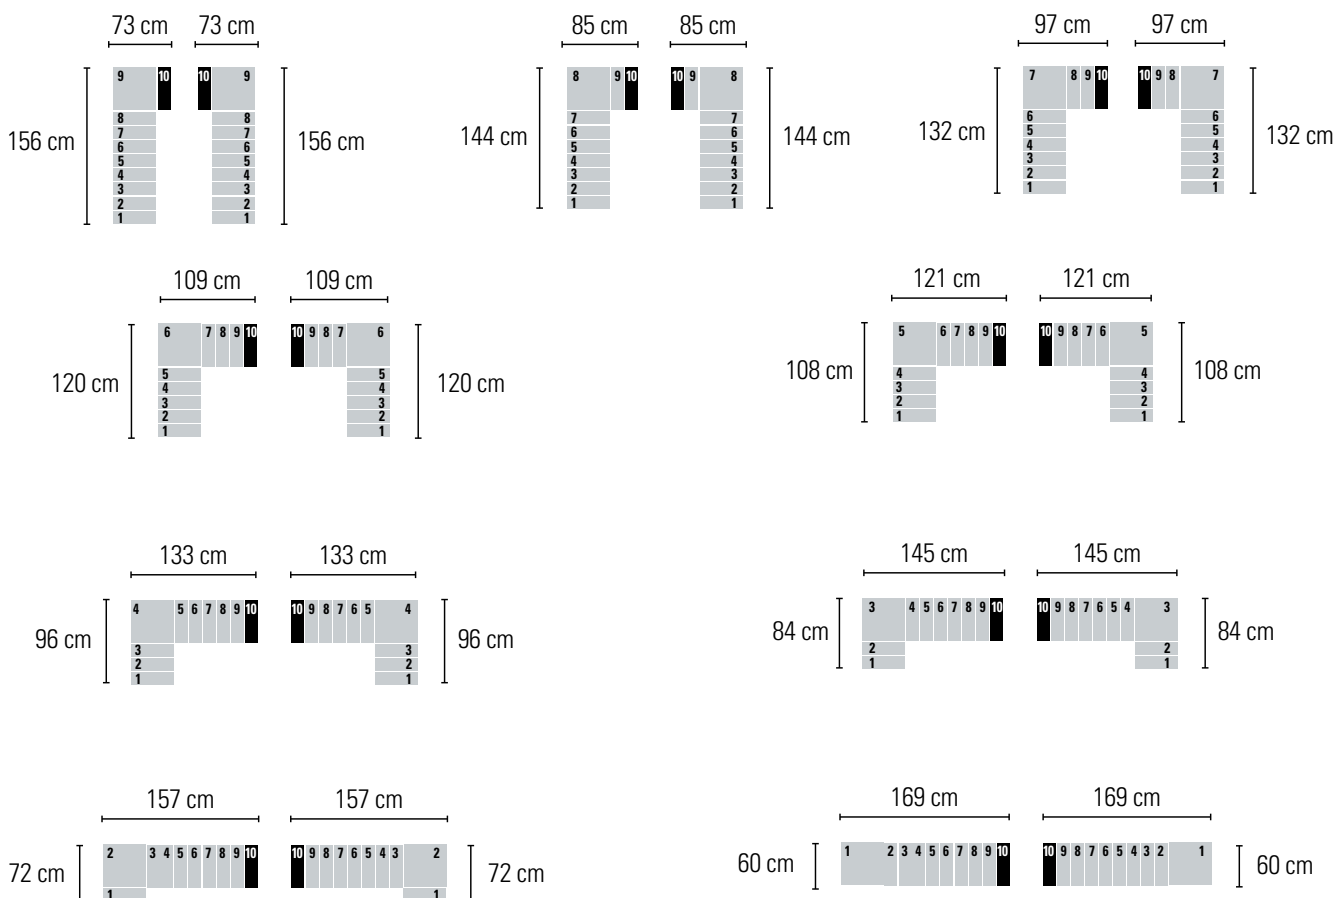 73 cm 73 cm
9 10 10 9
156 cm 156 cm
8 8
7 7
6 6
5 5
4 4
3 3
2 2
1 1
85 cm 85 cm
8 9 10 10 9 8
144 cm 144 cm
7 7
6 6
5 5
4 4
3 3
2 2
1 1
97 cm 97 cm
7 8 9 10 10 9 8 7
132 cm 132 cm
6 6
5 5
4 4
3 3
2 2
1 1
109 cm 109 cm
6 7 8 9 10 10 9 8 7 6
120 cm 120 cm
5 5
4 4
3 3
2 2
1 1
121 cm 121 cm
5 6 7 8 9 10 10 9 8 7 6 5
108 cm 108 cm
4 4
3 3
2 2
1 1
133 cm 133 cm
4 5 6 7 8 9 10 10 9 8 7 6 5 4
96 cm 96 cm
3 3
2 2
1 1
145 cm 145 cm
3 4 5 6 7 8 9 10 10 9 8 7 6 5 4 3
84 cm 84 cm
2 2
1 1
157 cm 157 cm
2 3 4 5 6 7 8 9 10 10 9 8 7 6 5 4 3 2
72 cm 72 cm
1 1
169 cm 169 cm
1 2 3 4 5 6 7 8 9 10 10 9 8 7 6 5 4 3 2 1
60 cm 60 cm